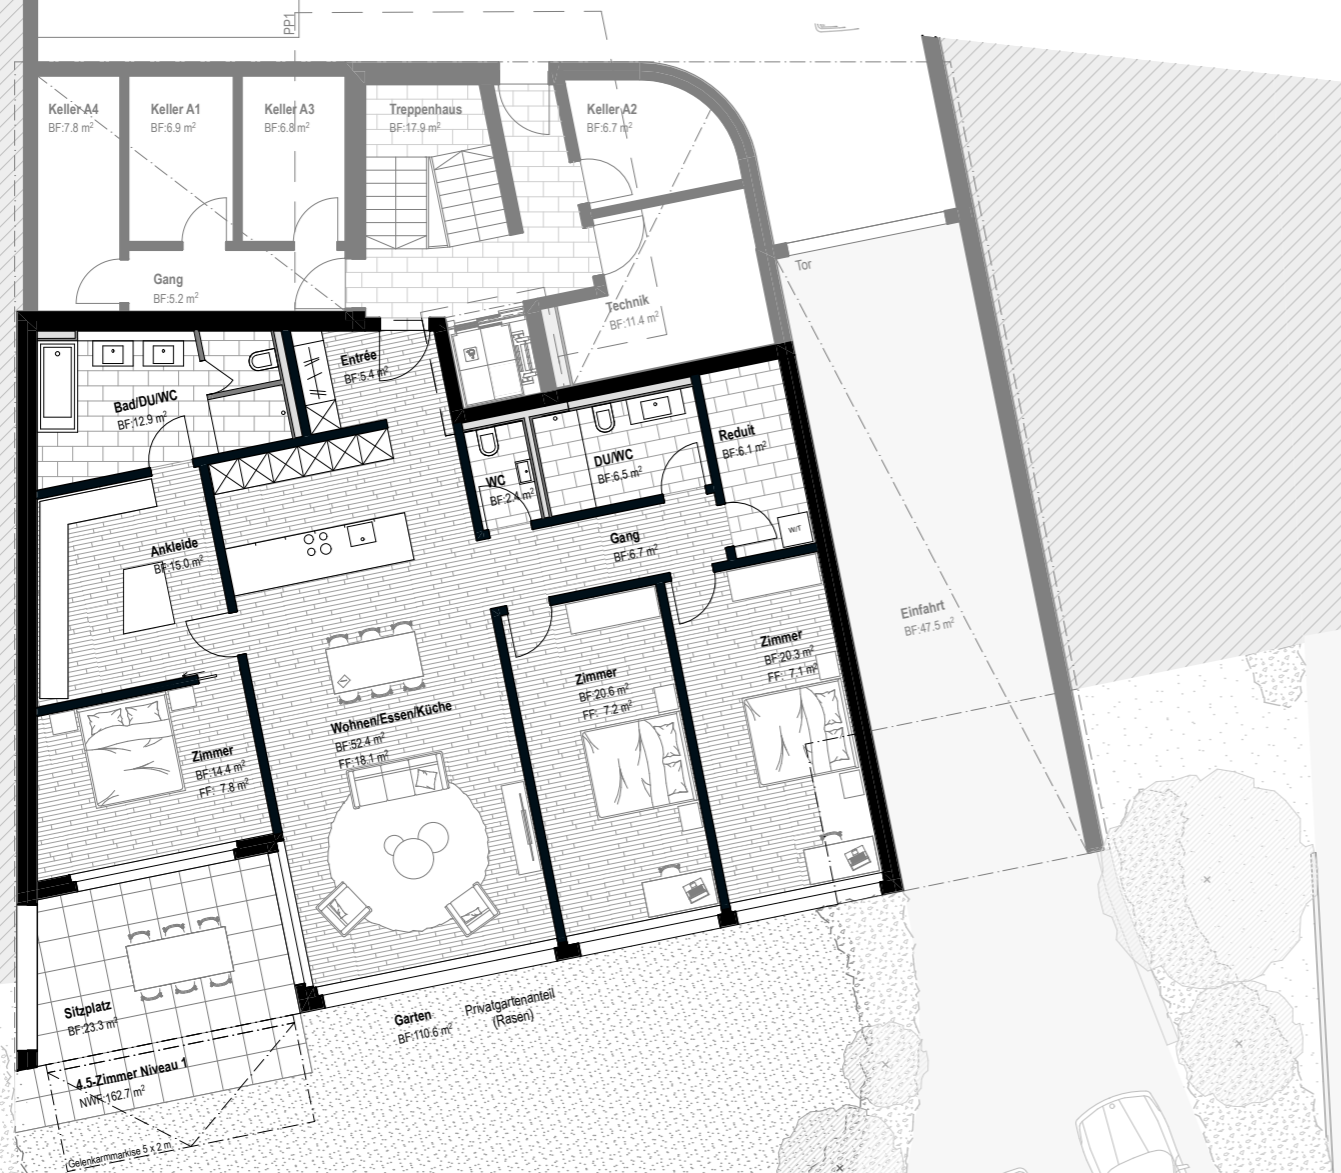 PP1
Keller A4
BF:7.8 m²
Keller A1
BF:6.9 m²
Keller A3
BF:6.8 m²
Treppenhaus
BF:17.9 m²
Keller A2
BF:6.7 m²
Gang
BF:5.2 m²
Tor
Technik
BF:11.4 m²
Entrée
BF:5.4 m²
Bad/DU/WC
BF:12.9 m²
Reduit
BF:6.1 m²
DU/WC
BF:6.5 m²
WC
BF:2.4 m²
W/T
Gang
BF:6.7 m²
Ankleide
BF:15.0 m²
Einfahrt
BF:47.5 m²
Zimmer
BF:20.3 m²
FF: 7.1 m²
Zimmer
BF:20.6 m²
FF: 7.2 m²
Wohnen/Essen/Küche
BF:52.4 m²
FF:18.1 m²
Zimmer
BF:14.4 m²
FF: 7.8 m²
Sitzplatz
BF:23.3 m²
Garten
BF:110.6 m²
Privatgartenanteil
(Rasen)
4.5-Zimmer Niveau 1
NWF:162.7 m²
Gelenkarmmarkise 5 x 2 m